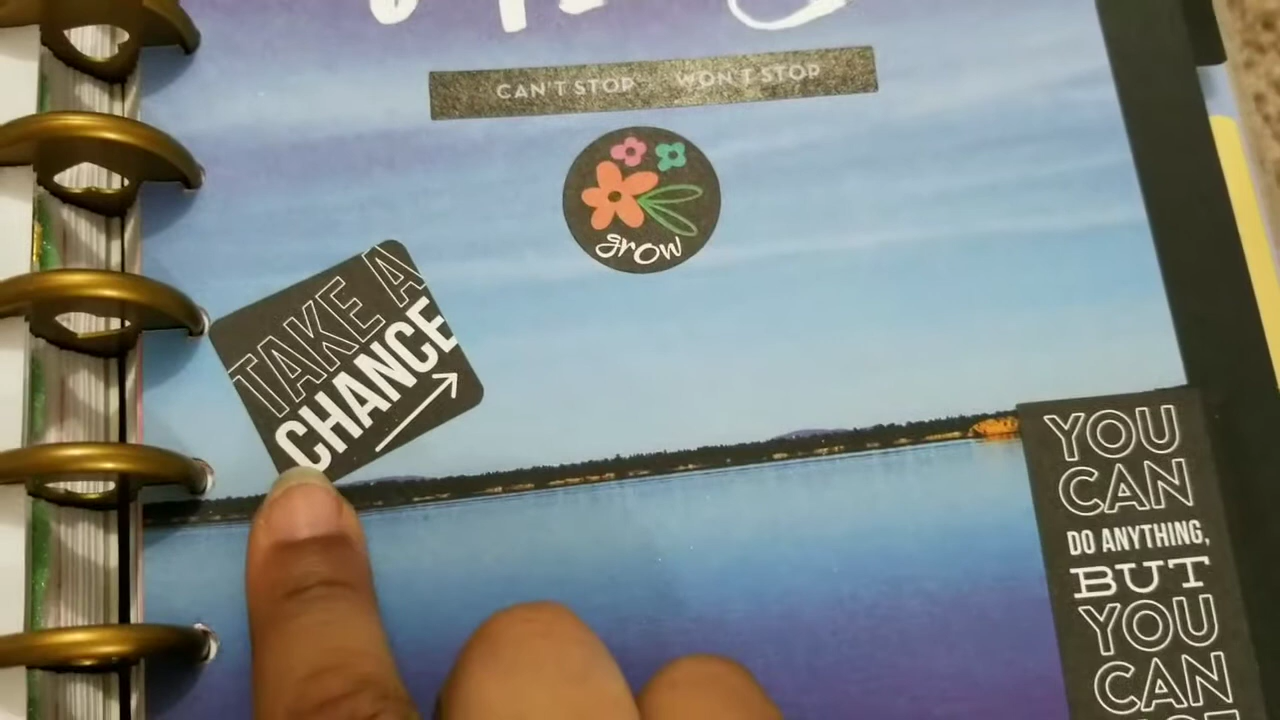 CAN'T STOP WON'T STOP
grow
TAKE A
CHANCE
YOU
CAN
DO ANYTHING,
BUT
YOU
CAN